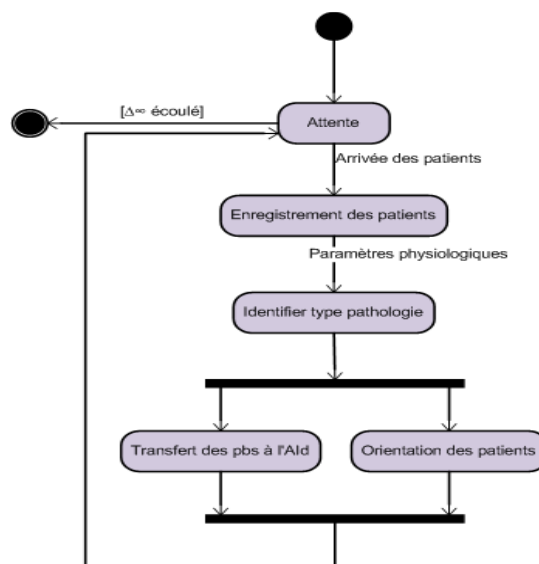 [Δ∞ écoulé]
Attente
Arrivée des patients
Enregistrement des patients
Paramètres physiologiques
Identifier type pathologie
Transfert des pbs à l'AId
Orientation des patients